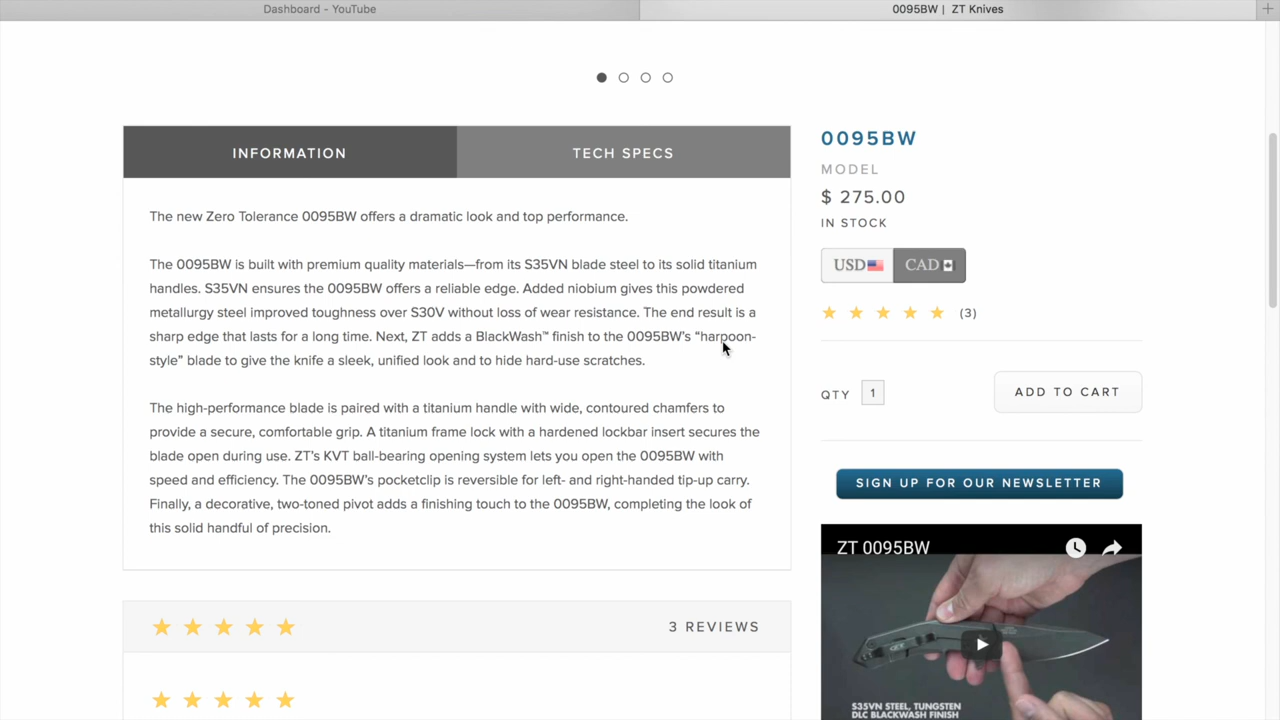 Dashboard - YouTube
0095BW | ZT Knives
INFORMATION
TECH SPECS
The new Zero Tolerance 0095BW offers a dramatic look and top performance.
The 0095BW is built with premium quality materials—from its S35VN blade steel to its solid titanium
handles. S35VN ensures the 0095BW offers a reliable edge. Added niobium gives this powdered
metallurgy steel improved toughness over S30V without loss of wear resistance. The end result is a
sharp edge that lasts for a long time. Next, ZT adds a BlackWash™ finish to the 0095BW's “harpoon-
style” blade to give the knife a sleek, unified look and to hide hard-use scratches.
The high-performance blade is paired with a titanium handle with wide, contoured chamfers to
provide a secure, comfortable grip. A titanium frame lock with a hardened lockbar insert secures the
blade open during use. ZT's KVT ball-bearing opening system lets you open the 0095BW with
speed and efficiency. The 0095BW's pocketclip is reversible for left- and right-handed tip-up carry.
Finally, a decorative, two-toned pivot adds a finishing touch to the 0095BW, completing the look of
this solid handful of precision.
3 REVIEWS
0095BW
MODEL
$ 275.00
IN STOCK
USD CAD
(3)
QTY 1 ADD TO CART
SIGN UP FOR OUR NEWSLETTER
ZT 0095BW
ZT
S35VN STEEL, TUNGSTEN
DLC BLACKWASH FINISH